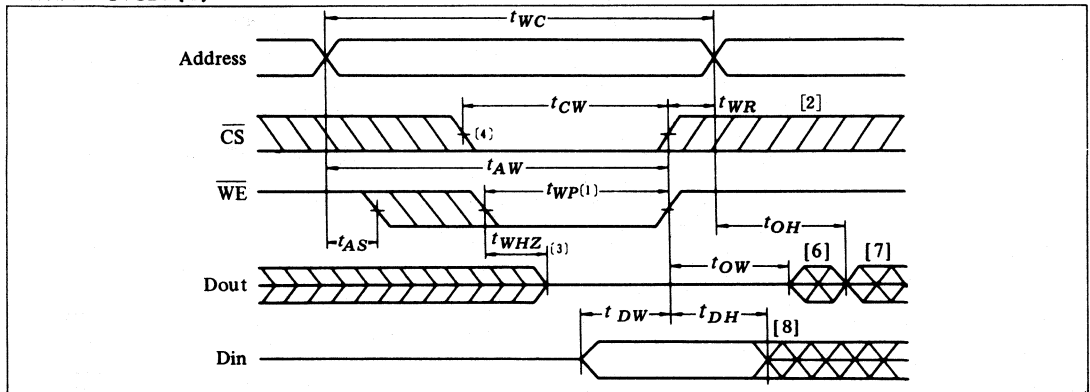 tWC
Address
tCW
tWR
[2]
CS
[4]
tAW
WE
tWP(1)
tAS
tWHZ
[3]
tOH
tOW
[6]
[7]
Dout
tDW
tDH
[8]
Din